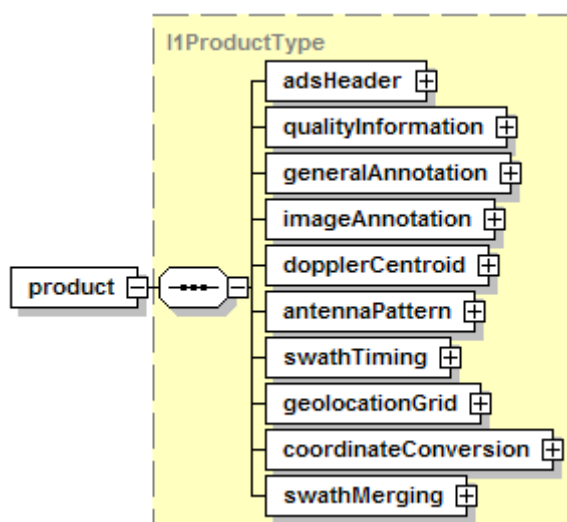 l1ProductType
adsHeader
qualityInformation
generalAnnotation
imageAnnotation
dopplerCentroid
product
antennaPattern
swathTiming
geolocationGrid
coordinateConversion
swathMerging